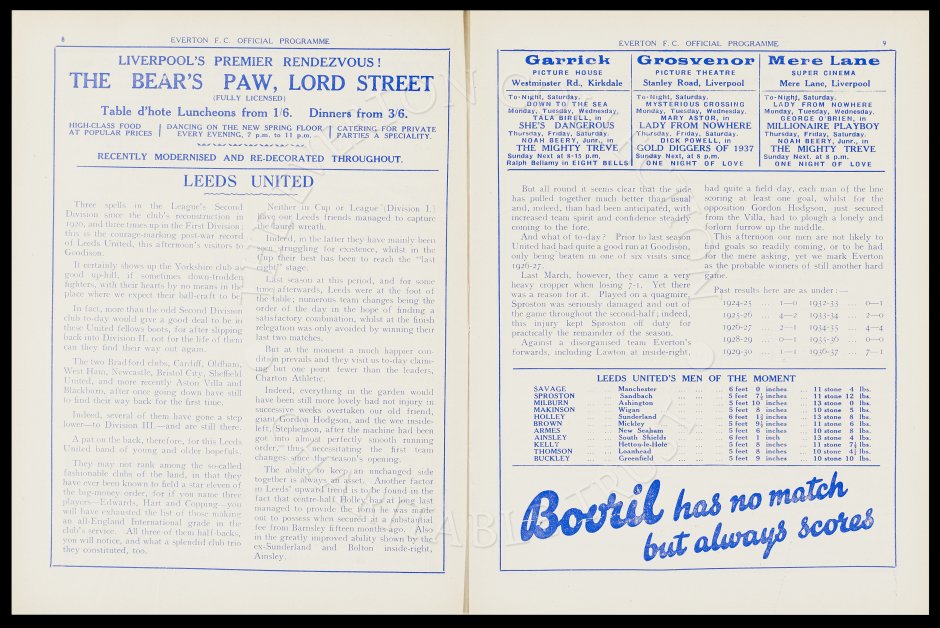 8
EVERTON F.C. OFFICIAL PROGRAMME
LIVERPOOL'S PREMIER RENDEZVOUS!
THE BEAR'S PAW, LORD STREET
(FULLY LICENSED)
Table d'hote Luncheons from 1/6. Dinners from 3/6.
HIGH-CLASS FOOD
AT POPULAR PRICES
DANCING ON THE NEW SPRING FLOOR
EVERY EVENING, 7 p.m. to 11 p.m.
CATERING FOR PRIVATE
PARTIES A SPECIALITY.
RECENTLY MODERNISED AND RE-DECORATED THROUGHOUT.
LEEDS UNITED
Three spells in the League's Second
Division since the club's reconstruction in
1920, and three times up in the First Division;
this is the courage-marking post-war record
of Leeds United, this afternoon's visitors to
Goodison.
It certainly shows up the Yorkshire club as
good up-hill, if sometimes down-trodden
fighters, with hearts by no means in the
place where we expect their ball-craft to be.
In fact, more than the odd Second Division
club to-day would give a good deal to be in
these United fellows boots, for after slipping
back into Division II. not for the life of them
can they find their way out again.
The two Bradford clubs, Cardiff, Oldham,
West Ham, Newcastle, Bristol City, Sheffield
United, and more recently Aston Villa and
Blackburn, after once going down have still
to find their way back for the first time.
Indeed, several of them have gone a step
lower—to Division III.—and are still there.
A pat on the back, therefore, for this Leeds
United band of young and older hopefuls.
They may not rank among the so-called
fashionable clubs of the land, in that they
have ever been known to field a star eleven of
the big-money order, for if you name three
players—Edwards, Hart and Copping—you
will have exhausted the list of those making
an all-England International grade in the
club's service. All three of them half-backs,
you will notice, and what a splendid club trio
they constituted, too.
Neither in Cup or League [Division I.]
have our Leeds friends managed to capture
the laurel wreath.
Indeed, in the latter they have mainly been
seen struggling for existence, whilst in the
Cup their best has been to reach the "last
eight" stage.
Last season at this period, and for some
time afterwards, Leeds were at the foot of
the table; numerous team changes being the
order of the day in the hope of finding a
satisfactory combination, whilst at the finish
relegation was only avoided by winning their
last two matches.
But at the moment a much happier con-
dition prevails and they visit us to-day claim-
ing but one point fewer than the leaders,
Charlton Athletic.
Indeed, everything in the garden would
have been still more lovely had not injury in
successive weeks overtaken our old friend,
giant Gordon Hodgson, and the wee inside-
left, Stephenson, after the machine had been
got into almost perfectly smooth running
order, thus necessitating the first team
changes since the season's opening.
The ability to keep an unchanged side
together is always an asset. Another factor
in Leeds' upward trend is to be found in the
fact that centre-half Holley has at long last
managed to provide the form he was made
out to possess when secured at a substantial
fee from Barnsley fifteen months ago. Also
in the greatly improved ability shown by the
ex-Sunderland and Bolton inside-right,
Ainsley.
EVERTON F.C. OFFICIAL PROGRAMME
9
Garrick
PICTURE HOUSE
Westminster Rd., Kirkdale
To-Night, Saturday.
DOWN TO THE SEA
Monday, Tuesday, Wednesday,
TALA BIRELL, in
SHE'S DANGEROUS
Thursday, Friday, Saturday.
NOAH BEERY, Junr., in
THE MIGHTY TREVE
Sunday Next at 8-15 p.m.
Ralph Bellamy in EIGHT BELLS
Grosvenor
PICTURE THEATRE
Stanley Road, Liverpool
To-Night, Saturday.
MYSTERIOUS CROSSING
Monday, Tuesday, Wednesday.
MARY ASTOR, in
LADY FROM NOWHERE
Thursday, Friday, Saturday.
DICK POWELL, in
GOLD DIGGERS OF 1937
Sunday Next, at 8 p.m.
ONE NIGHT OF LOVE
Mere Lane
SUPER CINEMA
Mere Lane, Liverpool
To-Night, Saturday.
LADY FROM NOWHERE
Monday, Tuesday, Wednesday.
GEORGE O'BRIEN, in
MILLIONAIRE PLAYBOY
Thursday, Friday, Saturday.
NOAH BEERY, Junr., in
THE MIGHTY TREVE
Sunday Next, at 8 p.m.
ONE NIGHT OF LOVE
But all round it seems clear that the side
has pulled together much better than usual
and, indeed, than had been anticipated, with
increased team spirit and confidence steadily
coming to the fore.
And what of to-day? Prior to last season
United had had quite a good run at Goodison,
only being beaten in one of six visits since
1926-27.
Last March, however, they came a very
heavy cropper when losing 7-1. Yet there
was a reason for it. Played on a quagmire,
Sproston was seriously damaged and out of
the game throughout the second-half; indeed,
this injury kept Sproston off duty for
practically the remainder of the season.
Against a disorganised team Everton's
forwards, including Lawton at inside-right,
had quite a field day, each man of the line
scoring at least one goal, whilst for the
opposition Gordon Hodgson, just secured
from the Villa, had to plough a lonely and
forlorn furrow up the middle.
This afternoon our men are not likely to
find goals so readily coming, or to be had
for the mere asking, yet we mark Everton
as the probable winners of still another hard
game.
Past results here are as under:—
1924-25 ... 1—0 1932-33 ... 0—1
1925-26 ... 4—2 1933-34 ... 2—0
1926-27 ... 2—1 1934-35 ... 4—4
1928-29 ... 0—1 1935-36 ... 0—0
1929-30 ... 1—1 1936-37 ... 7—1
LEEDS UNITED'S MEN OF THE MOMENT
SAVAGE ... Manchester ... 6 feet 0 inches ... 11 stone 4 lbs.
SPROSTON ... Sandbach ... 5 feet 7½ inches ... 11 stone 12 lbs.
MILBURN ... Ashington ... 5 feet 10 inches ... 13 stone 0 lbs.
MAKINSON ... Wigan ... 5 feet 8 inches ... 10 stone 5 lbs.
HOLLEY ... Sunderland ... 6 feet 1½ inches ... 13 stone 8 lbs.
BROWN ... Mickley ... 5 feet 9½ inches ... 11 stone 6 lbs.
ARMES ... New Seaham ... 5 feet 6 inches ... 10 stone 8 lbs.
AINSLEY ... South Shields ... 6 feet 1 inch ... 13 stone 4 lbs.
KELLY ... Hetton-le-Hole ... 5 feet 8 inches ... 11 stone 7½ lbs.
THOMSON ... Loanhead ... 5 feet 8 inches ... 10 stone 4½ lbs.
BUCKLEY ... Greenfield ... 5 feet 9 inches ... 10 stone 10 lbs.
Bovril has no match
but always scores